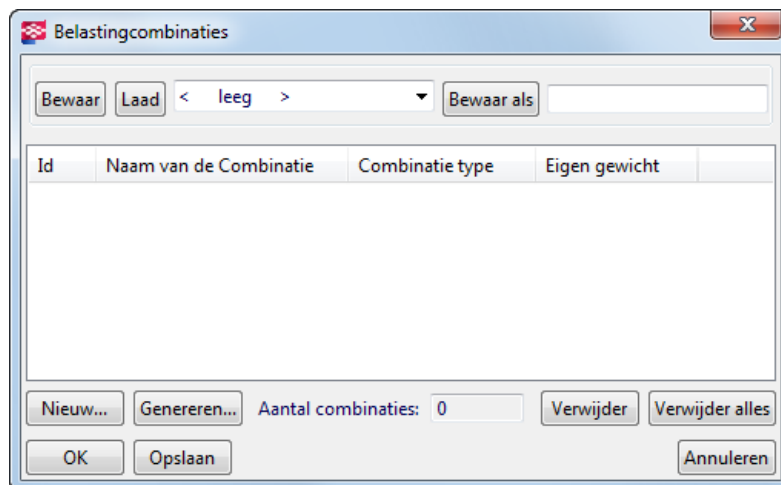 Belastingcombinaties
Bewaar Laad < leeg > Bewaar als
Id Naam van de Combinatie Combinatie type Eigen gewicht
Nieuw... Genereren... Aantal combinaties: 0 Verwijder Verwijder alles
OK Opslaan Annuleren